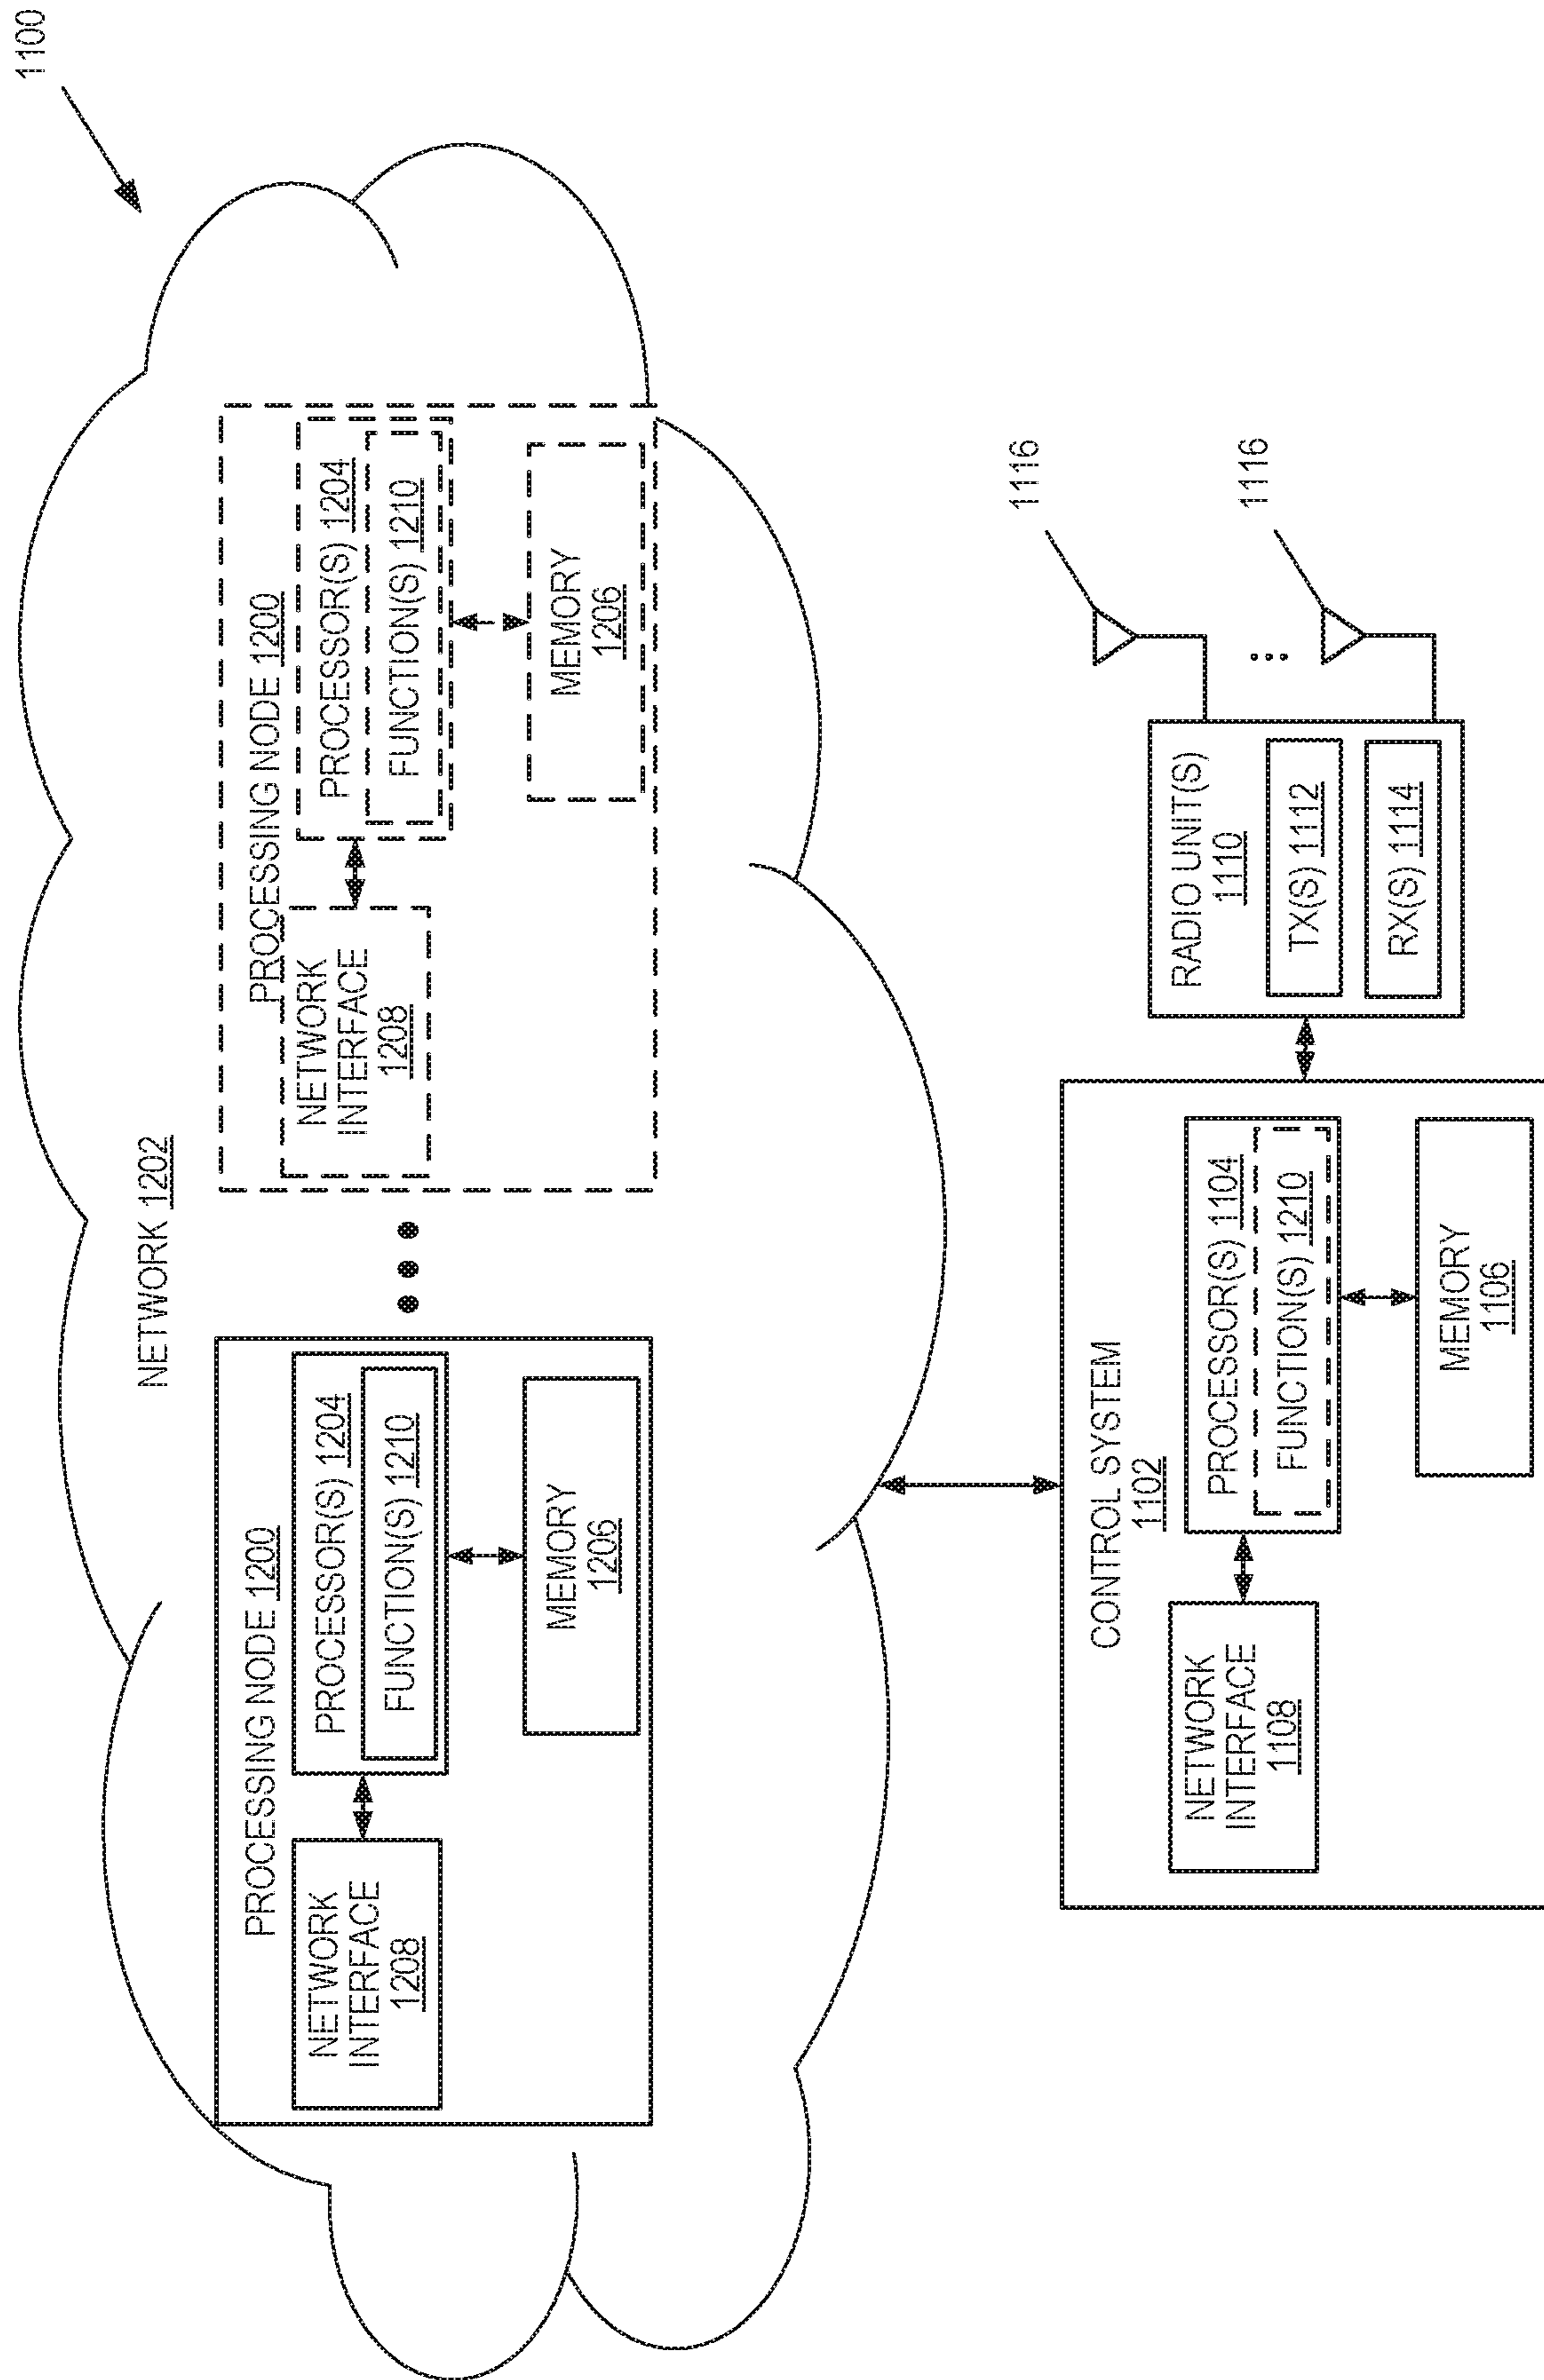 1100
NETWORK 1202
PROCESSING NODE 1200
NETWORK
INTERFACE
1208
PROCESSOR(S) 1204
FUNCTION(S) 1210
MEMORY
1206
PROCESSING NODE 1200
NETWORK
INTERFACE
1208
PROCESSOR(S) 1204
FUNCTION(S) 1210
MEMORY
1206
CONTROL SYSTEM
1102
NETWORK
INTERFACE
1108
PROCESSOR(S) 1104
FUNCTION(S) 1210
MEMORY
1106
RADIO UNIT(S)
1110
TX(S) 1112
RX(S) 1114
1116
1116